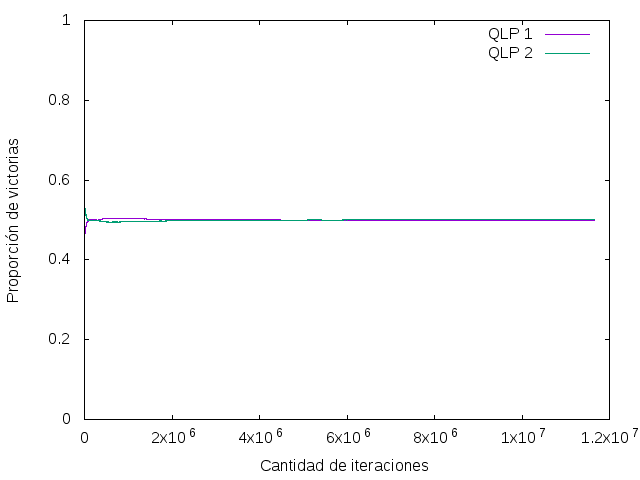 QLP 1
QLP 2
Proporción de victorias
1
0.8
0.6
0.4
0.2
0
0 2x10^6 4x10^6 6x10^6 8x10^6 1x10^7 1.2x10^7
Cantidad de iteraciones